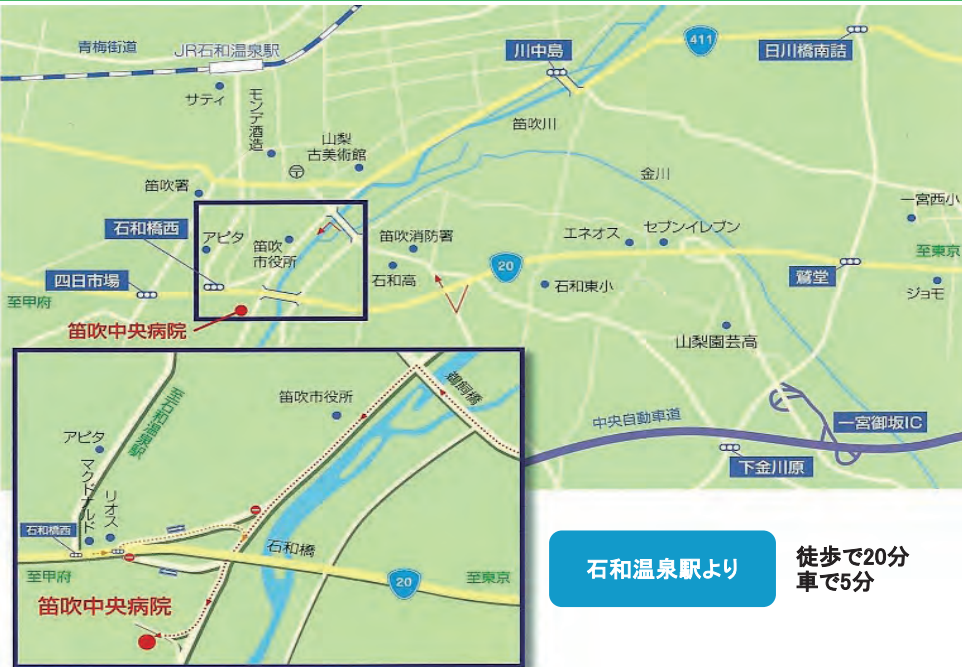 青梅街道
JR石和温泉駅
サティ
モンデ酒造
山梨
古美術館
川中島
411
日川橋南詰
笛吹川
金川
笛吹署
石和橋西
アピタ
笛吹
市役所
笛吹消防署
石和高
エネオス
セブンイレブン
一宮西小
至東京
四日市場
至甲府
20
石和東小
鵞堂
ジョモ
笛吹中央病院
山梨園芸高
中央自動車道
一宮御坂IC
下金川原
至石和温泉駅
笛吹市役所
鵜飼橋
アピタ
マクドナルド
リオス
石和橋西
石和橋
至甲府
20
至東京
笛吹中央病院
石和温泉駅より
徒歩で20分
車で5分